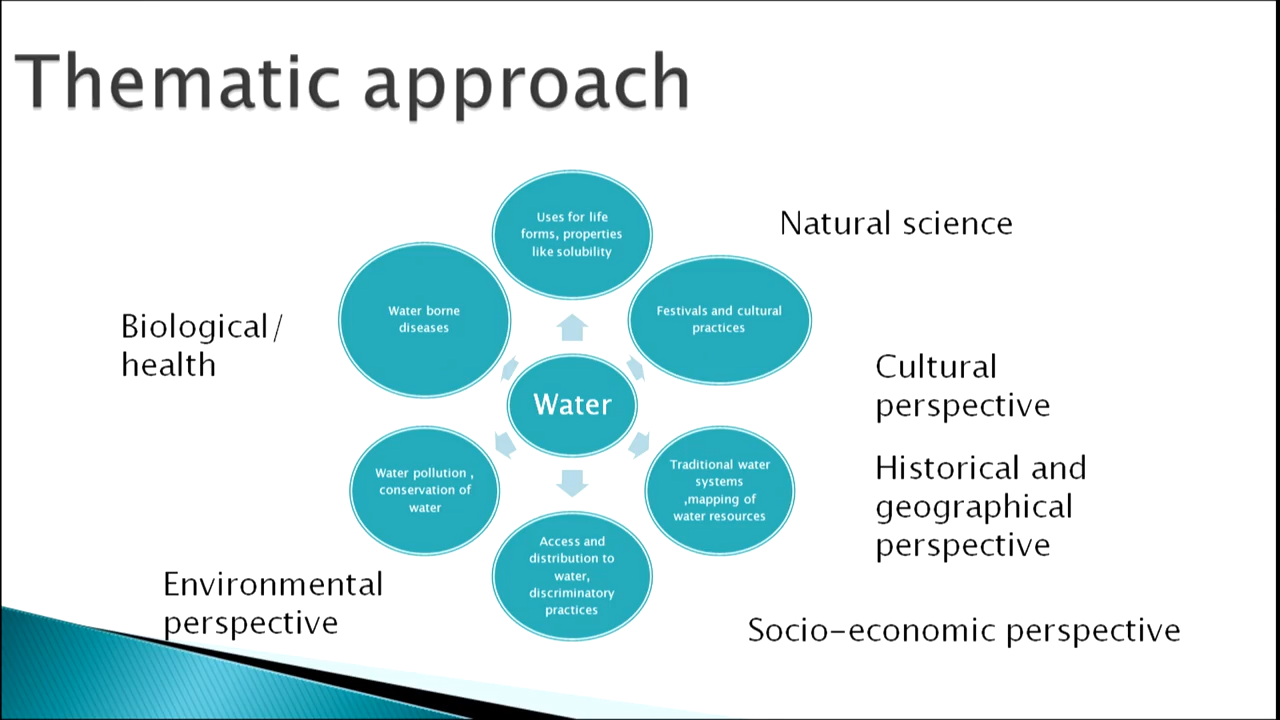 Thematic approach
Uses for life
forms, properties
like solubility
Natural science
Water borne
diseases
Festivals and cultural
practices
Biological/
health
Water
Cultural
perspective
Water pollution ,
conservation of
water
Traditional water
systems
,mapping of
water resources
Historical and
geographical
perspective
Access and
distribution to
water,
discriminatory
practices
Environmental
perspective
Socio-economic perspective